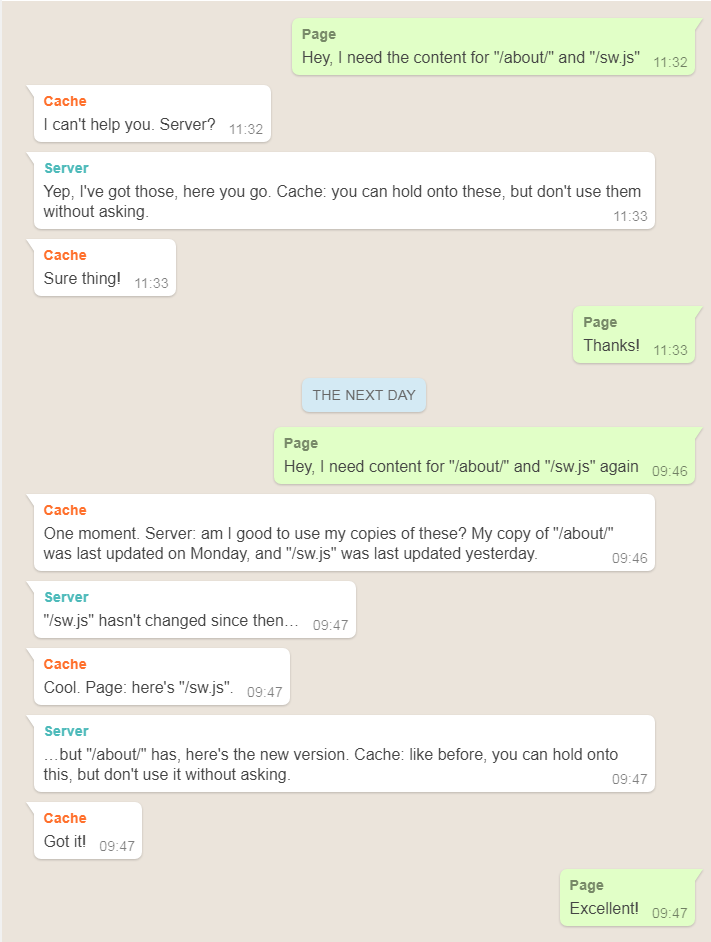 Page
Hey, I need the content for "/about/" and "/sw.js" 11:32
Cache
I can't help you. Server? 11:32
Server
Yep, I've got those, here you go. Cache: you can hold onto these, but don't use them
without asking. 11:33
Cache
Sure thing! 11:33
Page
Thanks! 11:33
THE NEXT DAY
Page
Hey, I need content for "/about/" and "/sw.js" again 09:46
Cache
One moment. Server: am I good to use my copies of these? My copy of "/about/"
was last updated on Monday, and "/sw.js" was last updated yesterday. 09:46
Server
"/sw.js" hasn't changed since then… 09:47
Cache
Cool. Page: here's "/sw.js". 09:47
Server
…but "/about/" has, here's the new version. Cache: like before, you can hold onto
this, but don't use it without asking. 09:47
Cache
Got it! 09:47
Page
Excellent! 09:47